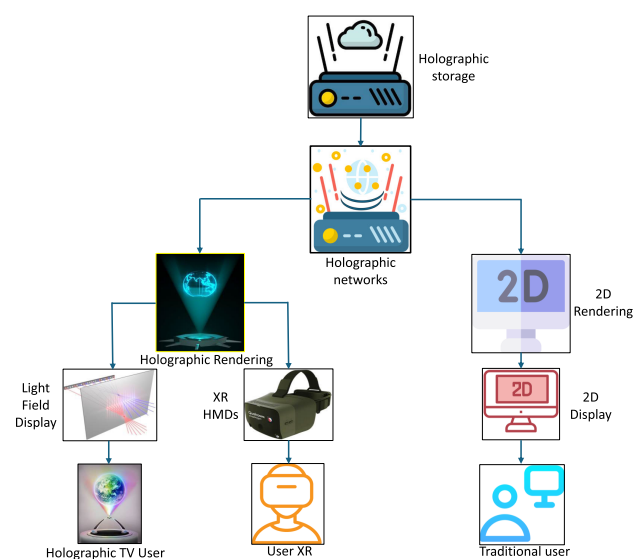 Holographic
storage
Holographic
networks
2D
2D
Rendering
Holographic Rendering
Light
Field
Display
XR
HMDs
2D
2D
Display
Holographic TV User
User XR
Traditional user